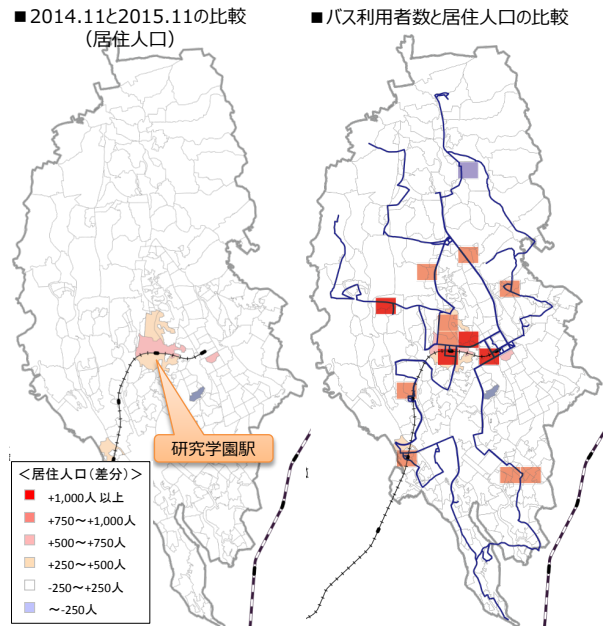 ■2014.11と2015.11の比較
(居住人口)
■バス利用者数と居住人口の比較
研究学園駅
＜居住人口(差分)＞
+1,000人 以上
+750～+1,000人
+500～+750人
+250～+500人
-250～+250人
～-250人